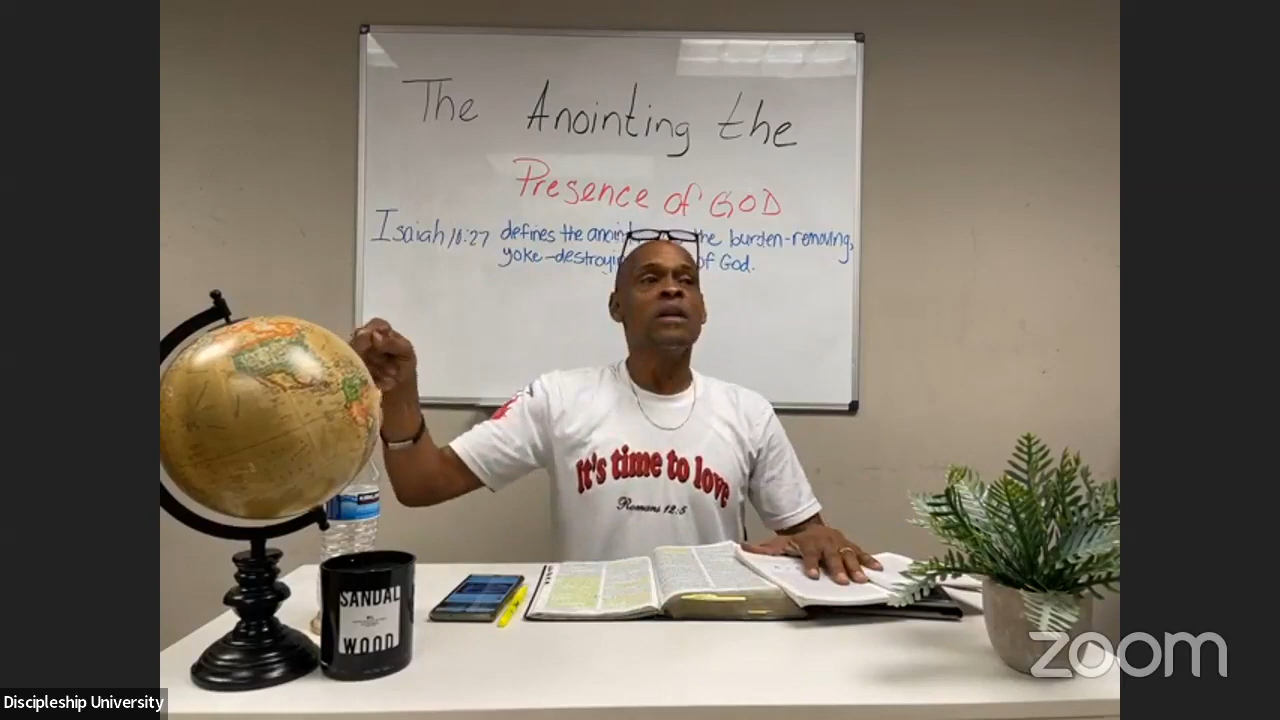 The Anointing the
Presence of GOD
Isaiah 10:27 defines the anoin the burden-removing,
yoke-destroyi of God.
It's time to love
Romans 12:5
SANDAL
WOOD
zoom
Discipleship University